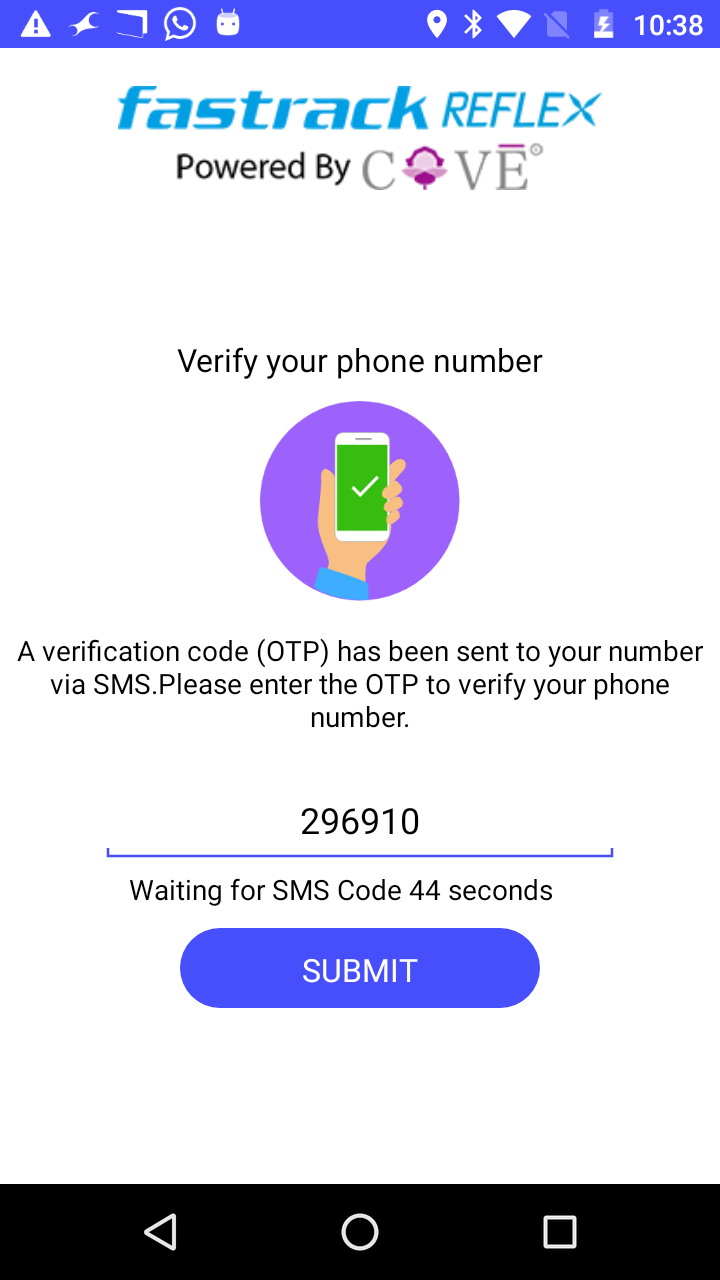 10:38
fastrack REFLEX
Powered By COVE®
Verify your phone number
A verification code (OTP) has been sent to your number
via SMS.Please enter the OTP to verify your phone
number.
296910
Waiting for SMS Code 44 seconds
SUBMIT